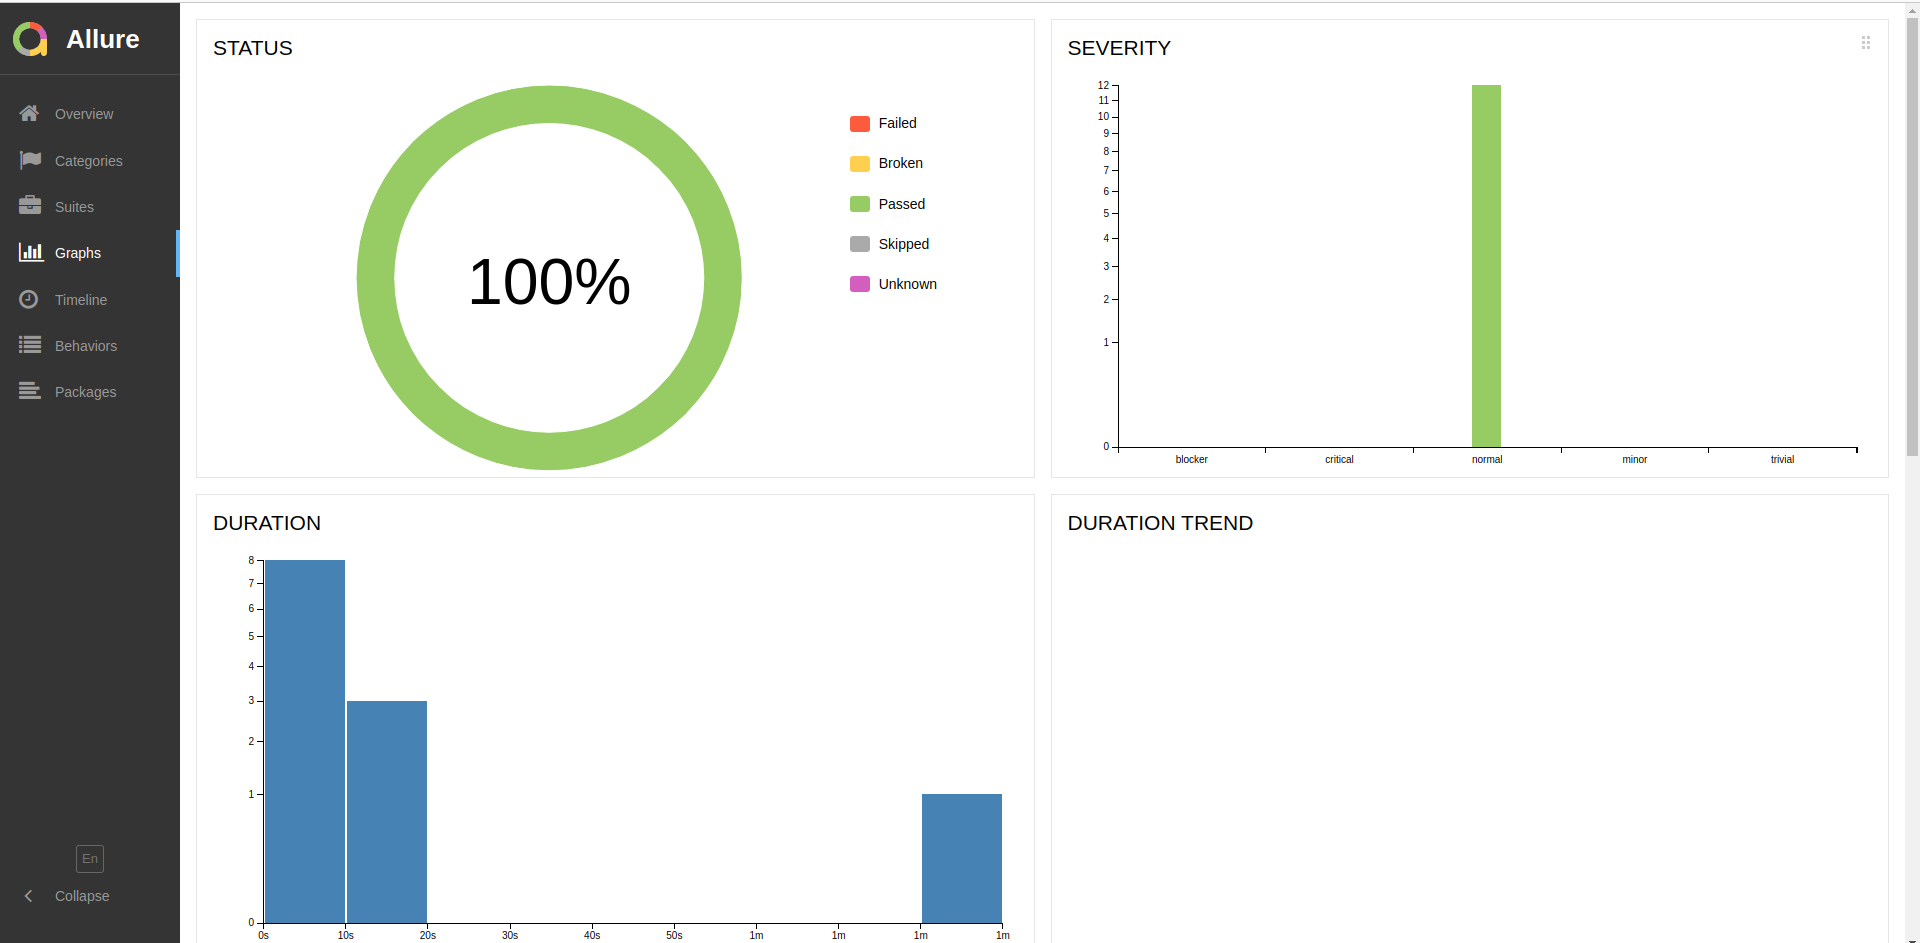 Allure
Overview
Categories
Suites
Graphs
Timeline
Behaviors
Packages
En
Collapse
STATUS
100%
Failed
Broken
Passed
Skipped
Unknown
SEVERITY
12
11
10
9
8
7
6
5
4
3
2
1
0
blocker critical normal minor trivial
DURATION
8
7
6
5
4
3
2
1
0
0s 10s 20s 30s 40s 50s 1m 1m 1m 1m
DURATION TREND